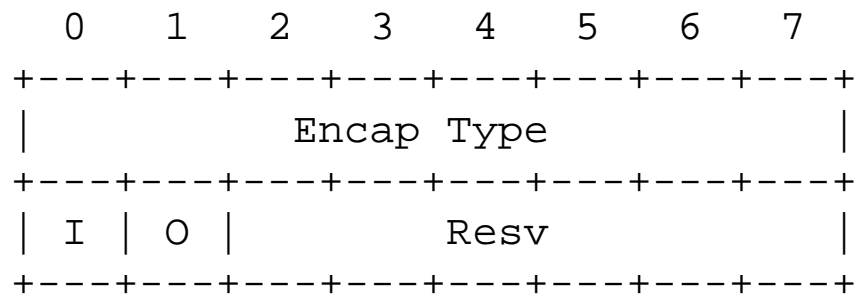 0   1   2   3   4   5   6   7
+---+---+---+---+---+---+---+---+
|          Encap Type           |
+---+---+---+---+---+---+---+---+
| I | O |        Resv           |
+---+---+---+---+---+---+---+---+